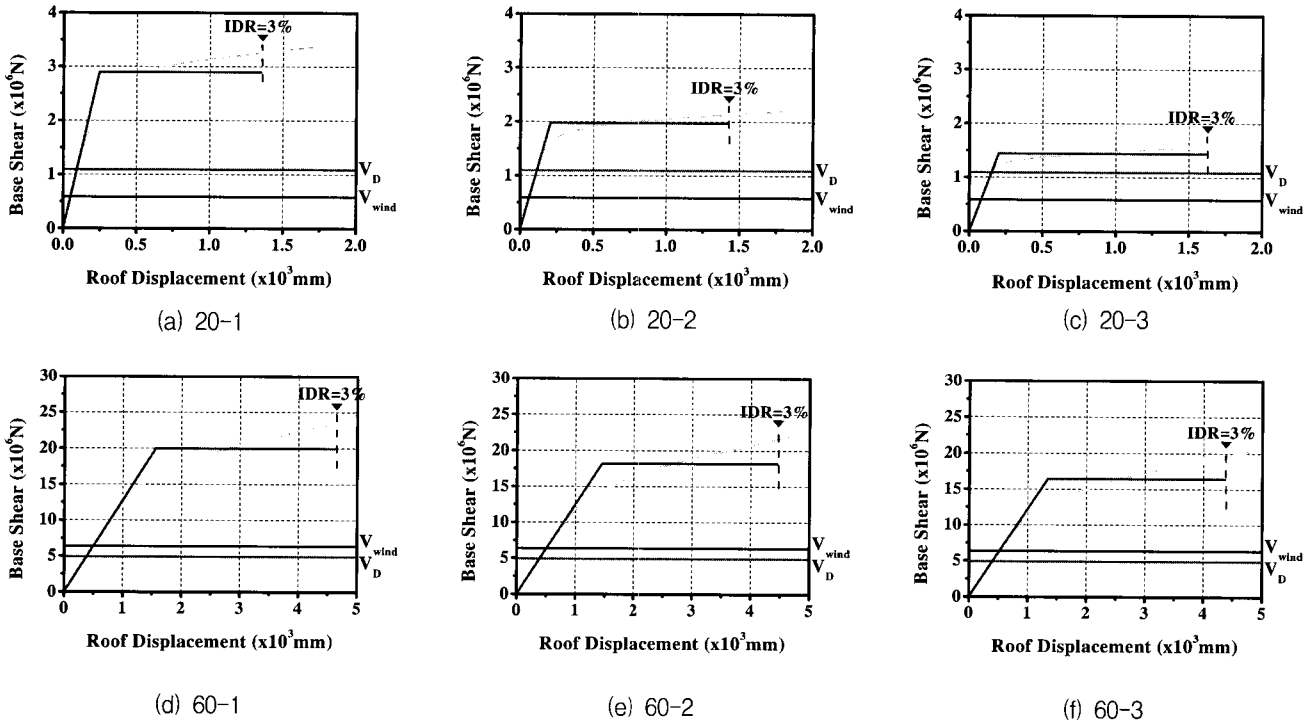 4
3
2
1
0
Base Shear (x10⁶N)
IDR=3%
V_D
V_wind
0.0 0.5 1.0 1.5 2.0
Roof Displacement (x10³mm)
(a) 20-1
4
3
2
1
0
Base Shear (x10⁶N)
IDR=3%
V_D
V_wind
0.0 0.5 1.0 1.5 2.0
Roof Displacement (x10³mm)
(b) 20-2
4
3
2
1
0
Base Shear (x10⁶N)
IDR=3%
V_D
V_wind
0.0 0.5 1.0 1.5 2.0
Roof Displacement (x10³mm)
(c) 20-3
30
25
20
15
10
5
0
Base Shear (x10⁶N)
IDR=3%
V_wind
V_D
0 1 2 3 4 5
Roof Displacement (x10³mm)
(d) 60-1
30
25
20
15
10
5
0
Base Shear (x10⁶N)
IDR=3%
V_wind
V_D
0 1 2 3 4 5
Roof Displacement (x10³mm)
(e) 60-2
30
25
20
15
10
5
0
Base Shear (x10⁶N)
IDR=3%
V_wind
V_D
0 1 2 3 4 5
Roof Displacement (x10³mm)
(f) 60-3